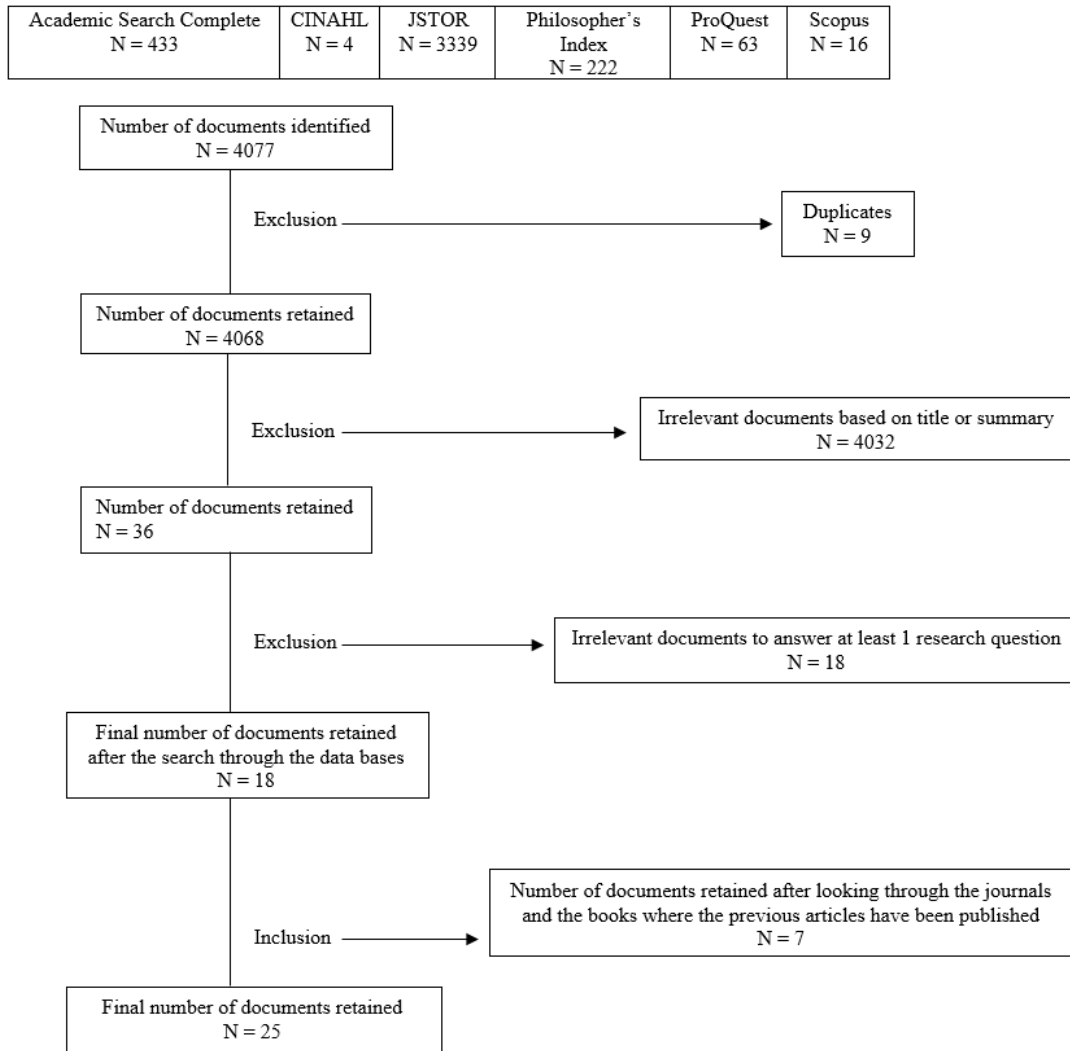 Academic Search Complete
N = 433
CINAHL
N = 4
JSTOR
N = 3339
Philosopher’s
Index
N = 222
ProQuest
N = 63
Scopus
N = 16
Number of documents identified
N = 4077
Exclusion
Duplicates
N = 9
Number of documents retained
N = 4068
Exclusion
Irrelevant documents based on title or summary
N = 4032
Number of documents retained
N = 36
Exclusion
Irrelevant documents to answer at least 1 research question
N = 18
Final number of documents retained
after the search through the data bases
N = 18
Number of documents retained after looking through the journals
and the books where the previous articles have been published
N = 7
Inclusion
Final number of documents retained
N = 25